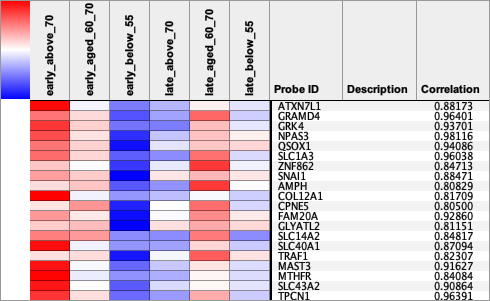 early_above_70
early_aged_60_70
early_below_55
late_above_70
late_aged_60_70
late_below_55
Probe ID Description Correlation
ATXN7L1 0.88173
GRAMD4 0.96401
GRK4 0.93701
NPAS3 0.98116
QSOX1 0.94086
SLC1A3 0.96038
ZNF862 0.84713
SNAI1 0.88471
AMPH 0.80829
COL12A1 0.81709
CPNE5 0.80500
FAM20A 0.92860
GLYATL2 0.81151
SLC14A2 0.84817
SLC40A1 0.87094
TRAF1 0.82307
MAST3 0.91627
MTHFR 0.84084
SLC43A2 0.90864
TPCN1 0.96391